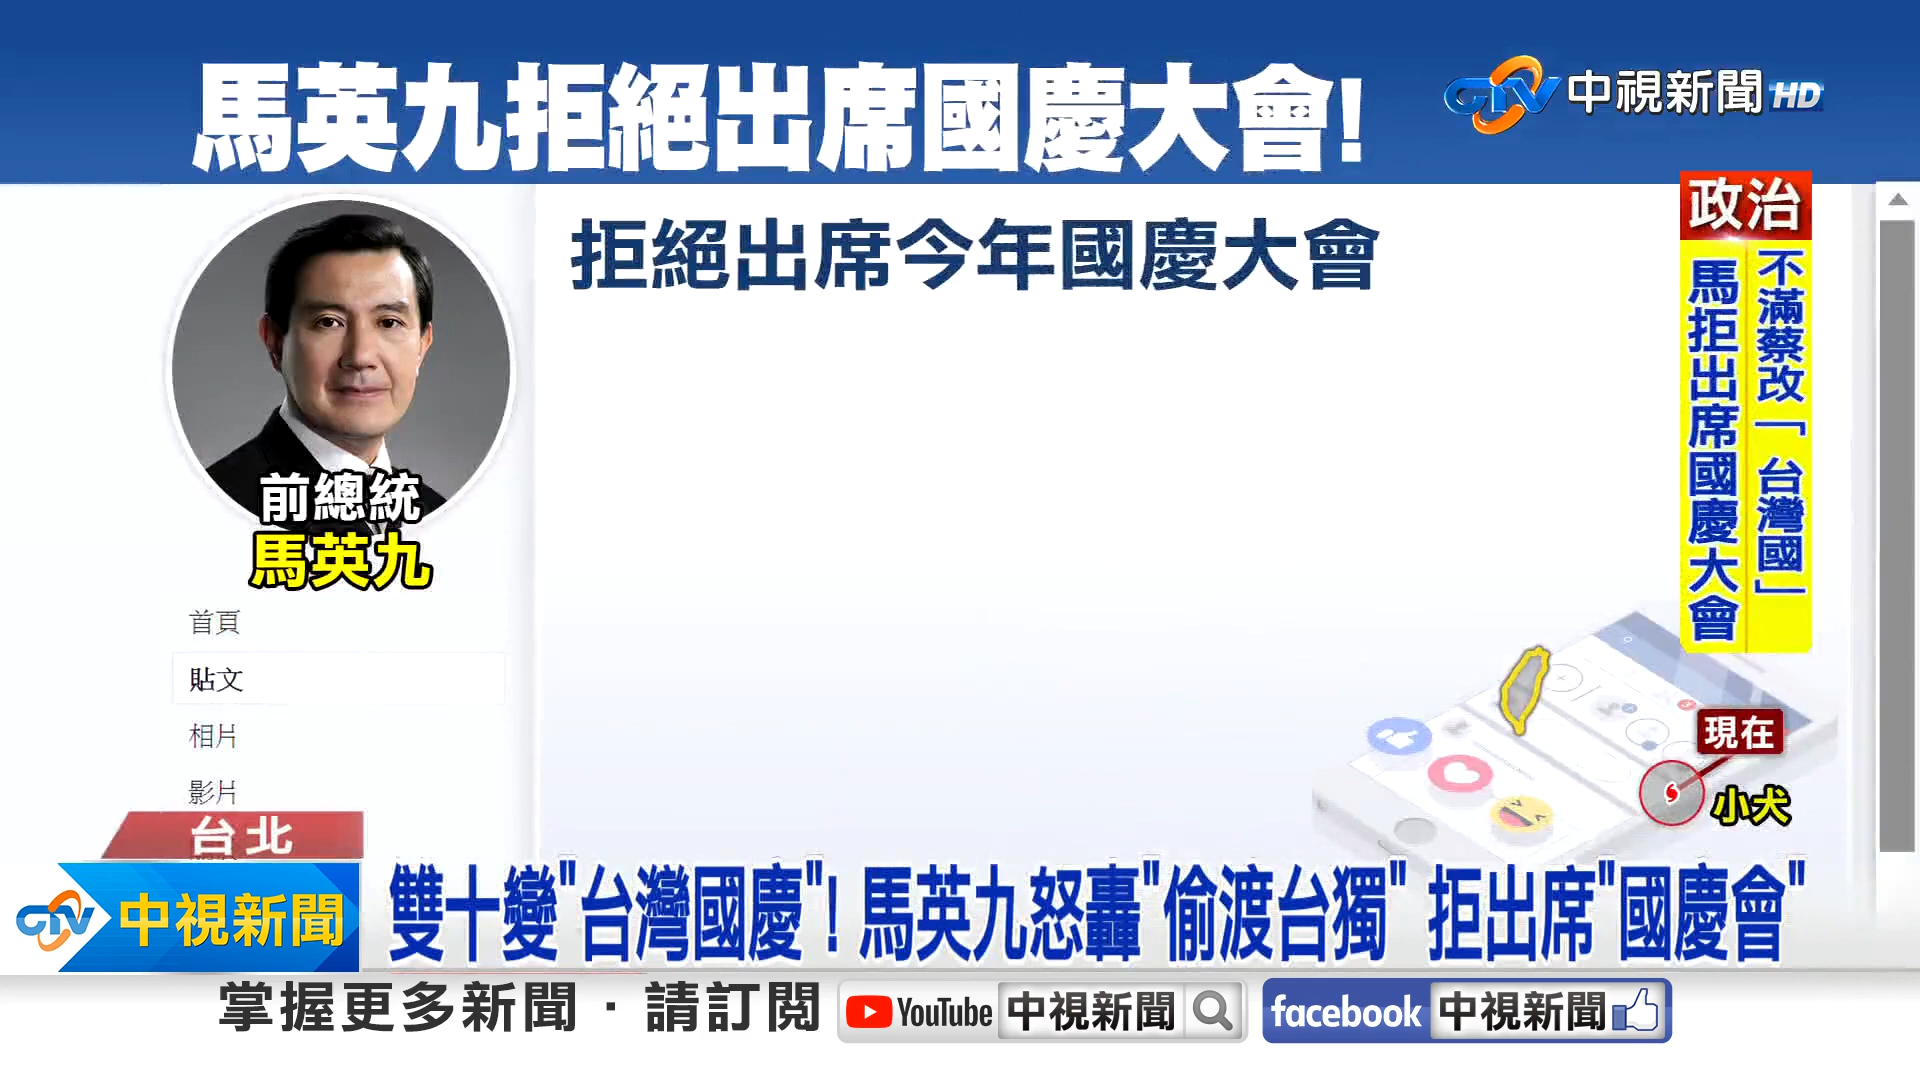 馬英九拒絕出席國慶大會!
CTV 中視新聞 HD
拒絕出席今年國慶大會
政治
不滿蔡改「台灣國」
馬拒出席國慶大會
前總統
馬英九
首頁
貼文
相片
影片
現在
小犬
台北
CTV 中視新聞
雙十變"台灣國慶"! 馬英九怒轟"偷渡台獨" 拒出席"國慶會"
掌握更多新聞·請訂閱 YouTube 中視新聞 facebook 中視新聞